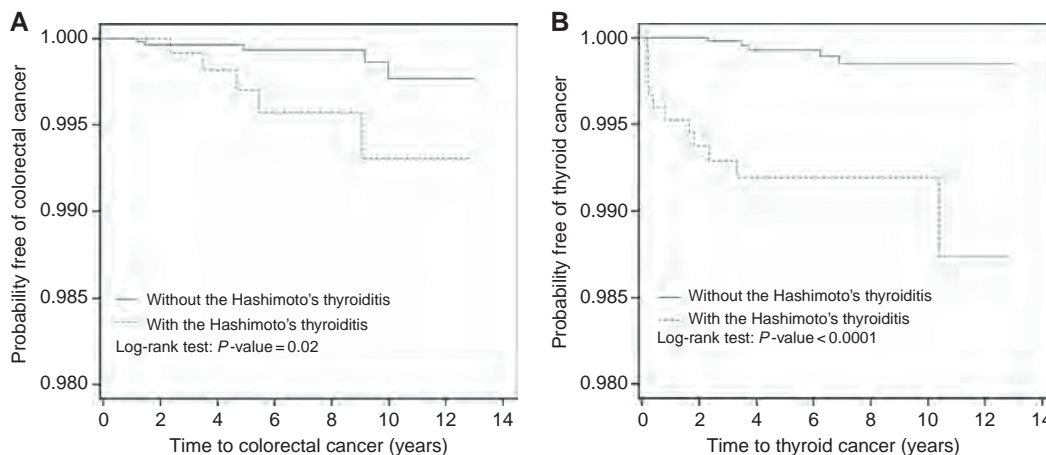 A
Probability free of colorectal cancer
1.000
0.995
0.990
0.985
0.980
Without the Hashimoto's thyroiditis
With the Hashimoto's thyroiditis
Log-rank test: P-value = 0.02
0 2 4 6 8 10 12 14
Time to colorectal cancer (years)
B
Probability free of thyroid cancer
1.000
0.995
0.990
0.985
0.980
Without the Hashimoto's thyroiditis
With the Hashimoto's thyroiditis
Log-rank test: P-value < 0.0001
0 2 4 6 8 10 12 14
Time to thyroid cancer (years)